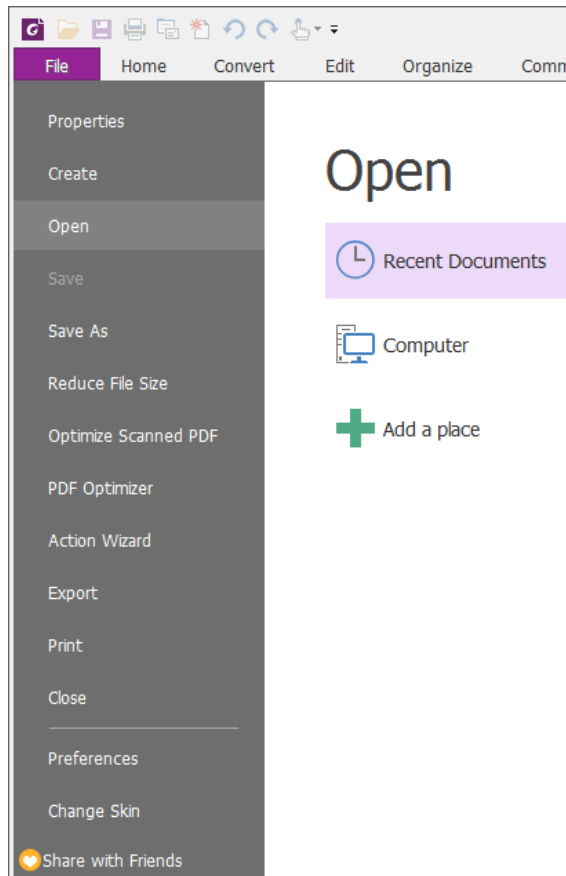 File Home Convert Edit Organize
Properties
Create
Open
Save
Save As
Reduce File Size
Optimize Scanned PDF
PDF Optimizer
Action Wizard
Export
Print
Close
Preferences
Change Skin
Share with Friends
Open
Recent Documents
Computer
Add a place